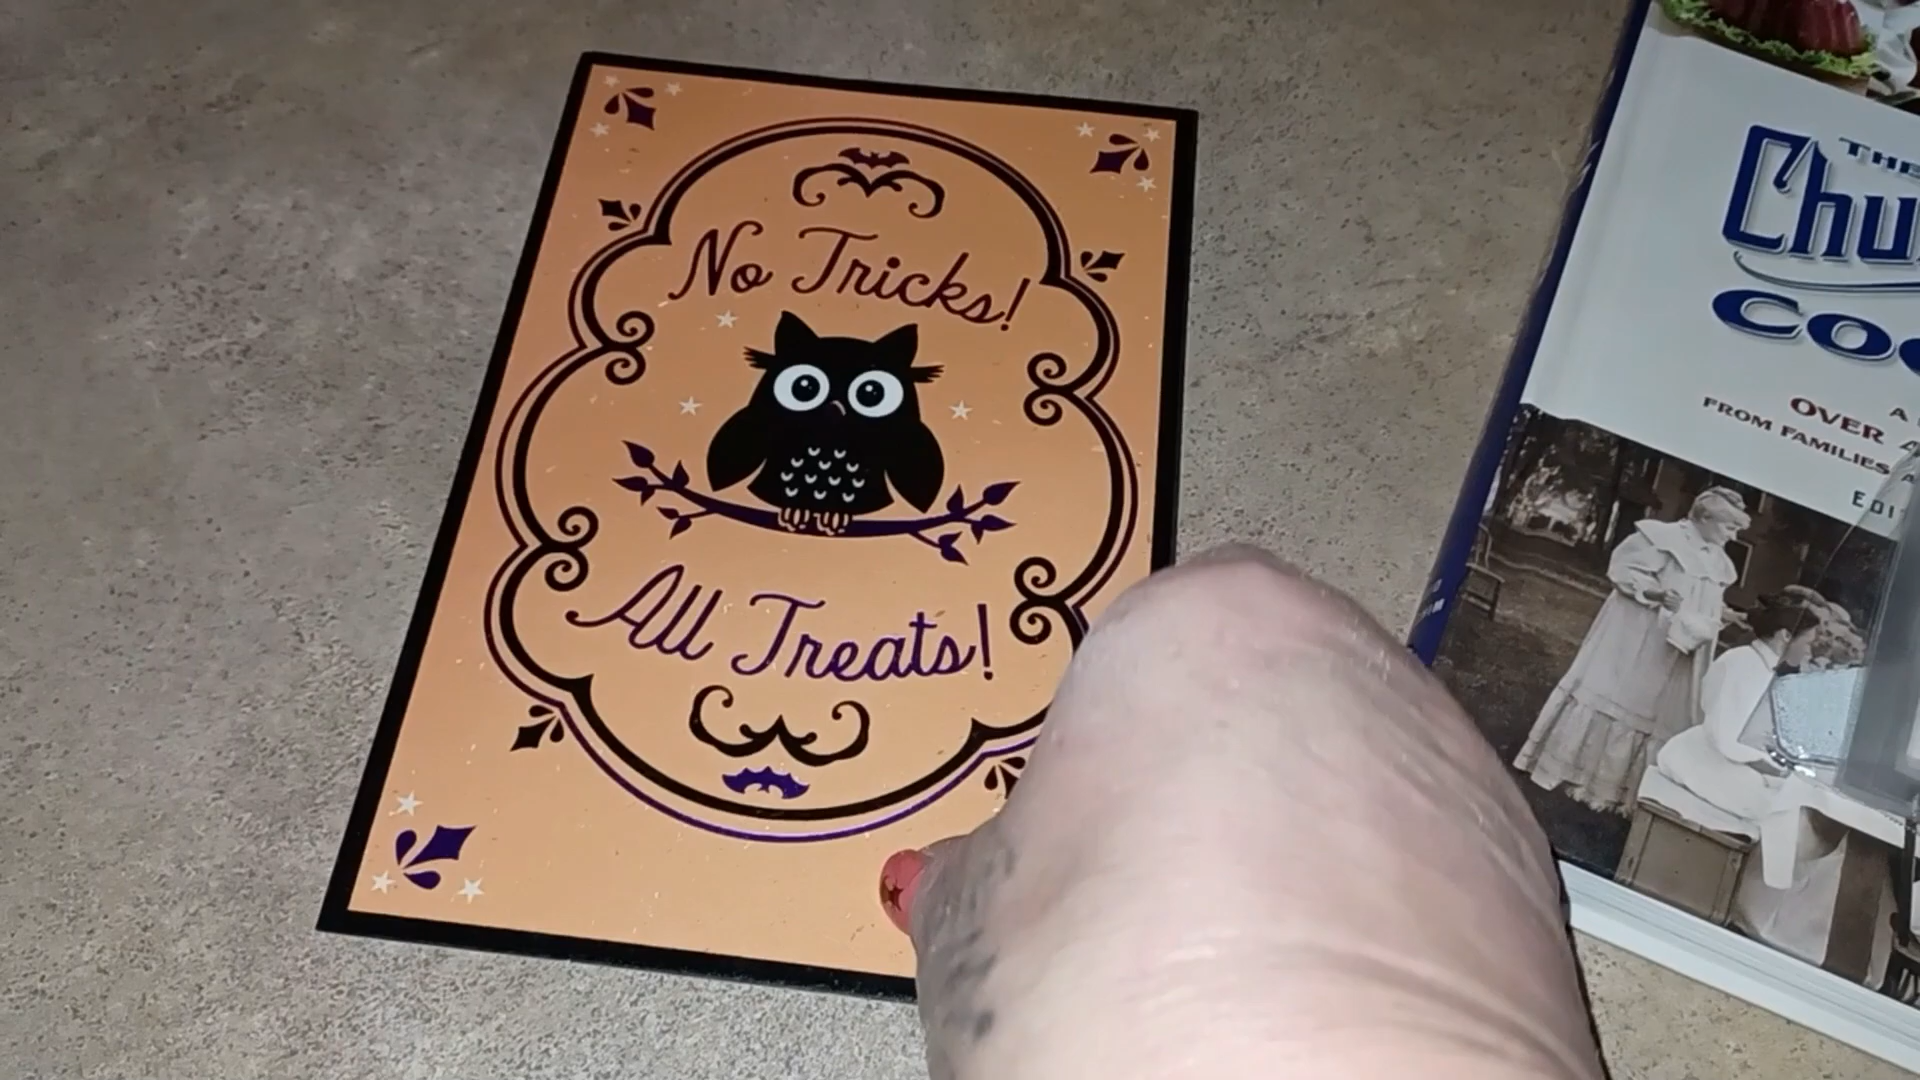 No Tricks!
All Treats!
THE
Chu
COO
A
OVER 4
FROM FAMILIES
EDI